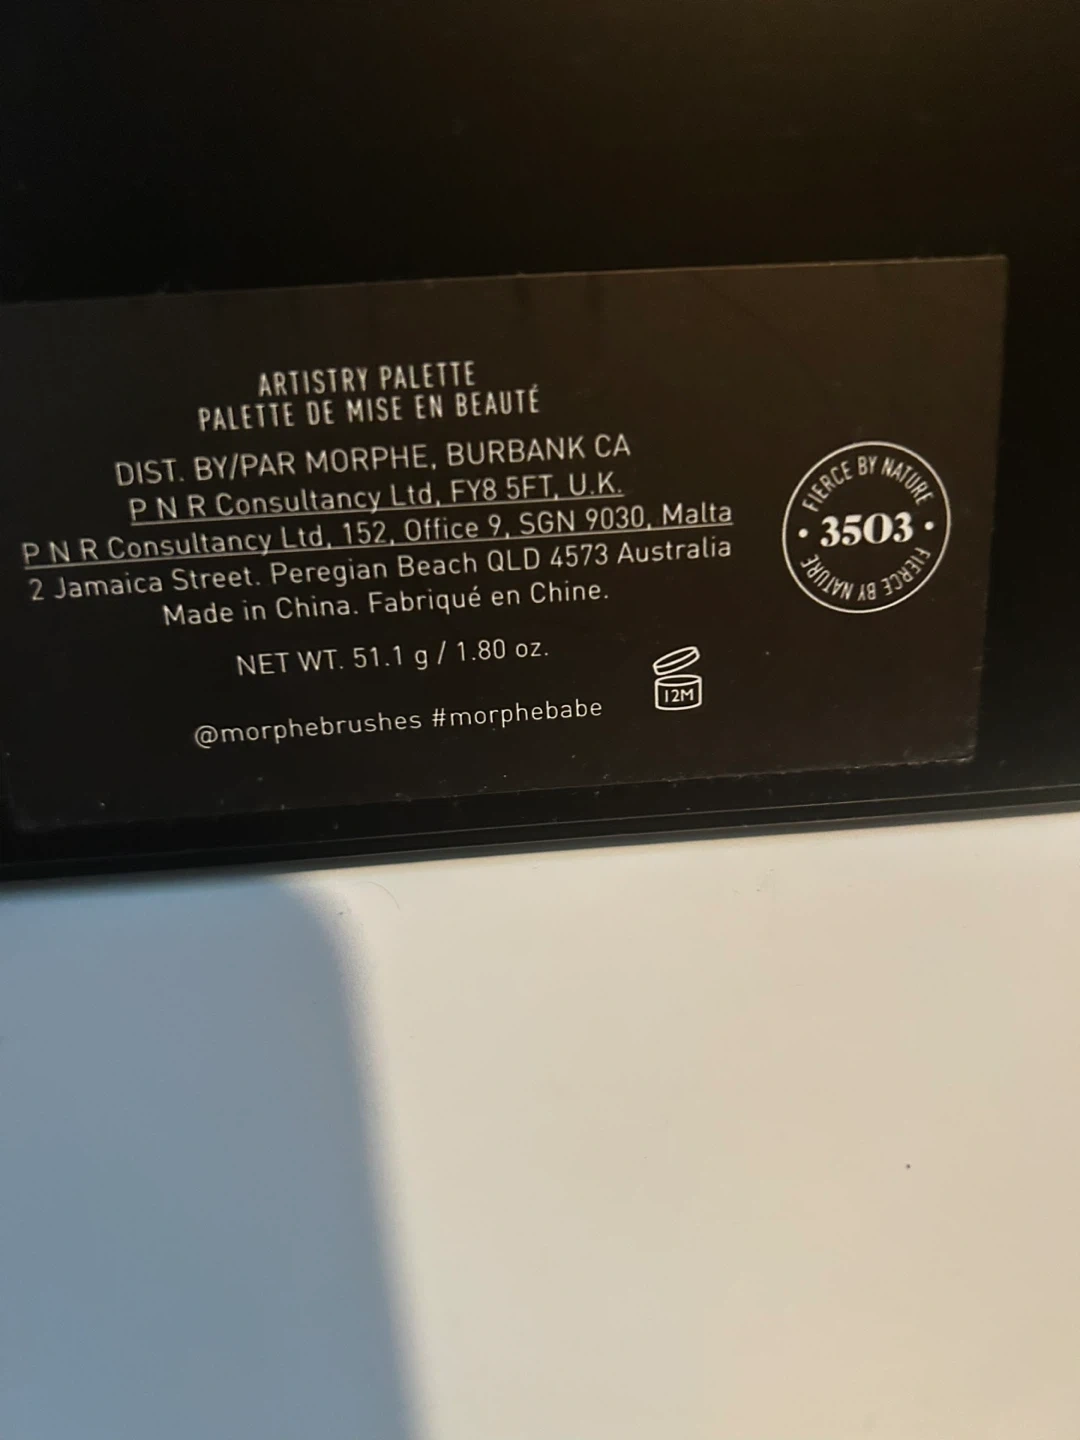 ARTISTRY PALETTE
PALETTE DE MISE EN BEAUTÉ
DIST. BY/PAR MORPHE, BURBANK CA
P N R Consultancy Ltd, FY8 5FT, U.K.
P N R Consultancy Ltd, 152, Office 9, SGN 9030, Malta
2 Jamaica Street. Peregian Beach QLD 4573 Australia
Made in China. Fabriqué en Chine.
NET WT. 51.1 g / 1.80 oz.
@morphebrushes #morphebabe
12M
FIERCE BY NATURE
• 35O3 •
FIERCE BY NATURE